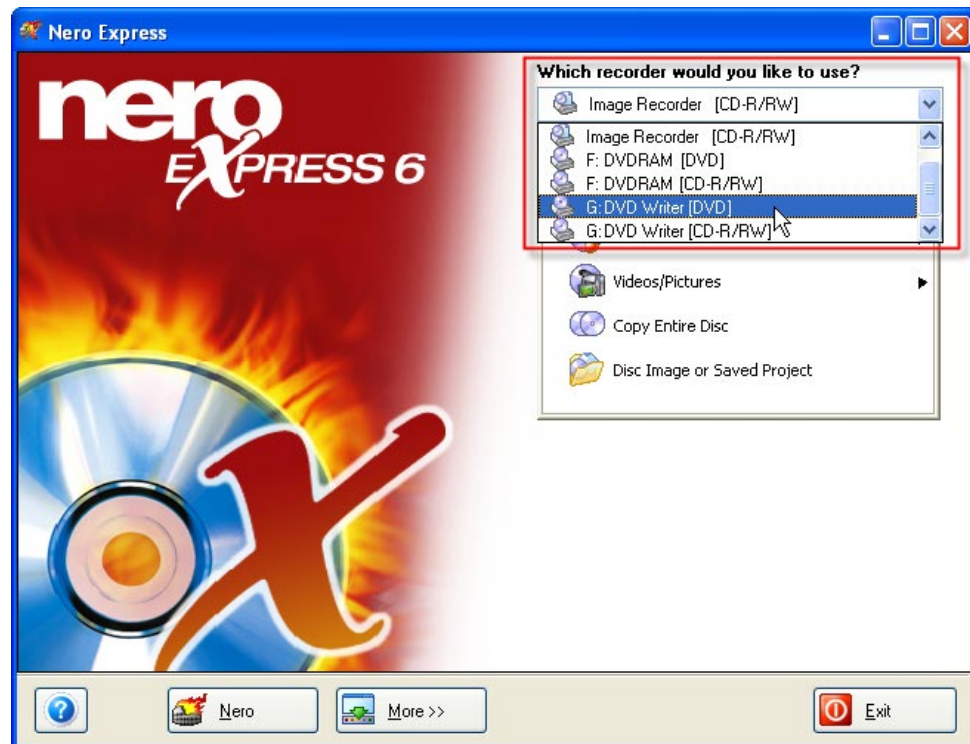 Nero Express
nero
EXPRESS 6
Which recorder would you like to use?
Image Recorder [CD-R/RW]
Image Recorder [CD-R/RW]
F: DVDRAM [DVD]
F: DVDRAM [CD-R/RW]
G: DVD Writer [DVD]
G: DVD Writer [CD-R/RW]
Videos/Pictures
Copy Entire Disc
Disc Image or Saved Project
Nero
More >>
Exit